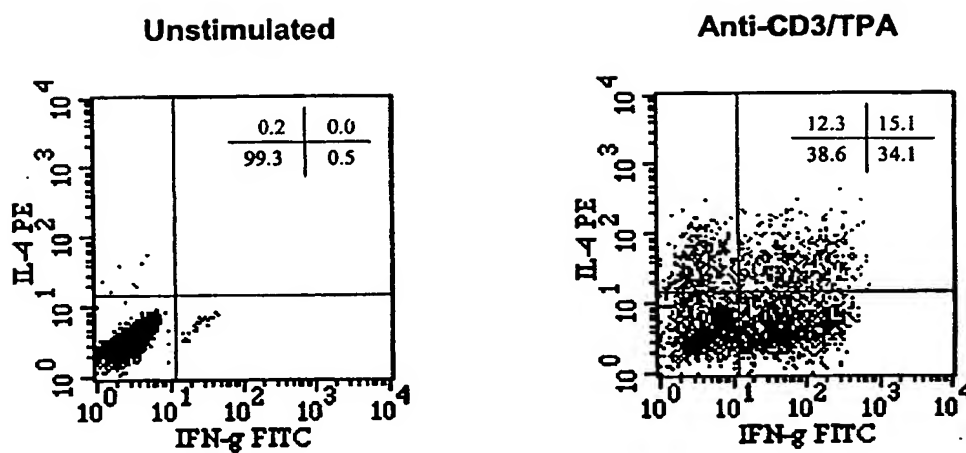 Unstimulated
Anti-CD3/TPA
IL-4 PE
10^4
10^3
10^2
10^1
10^0
0.2 0.0
99.3 0.5
10^0 10^1 10^2 10^3 10^4
IFN-g FITC
IL-4 PE
10^4
10^3
10^2
10^1
10^0
12.3 15.1
38.6 34.1
10^0 10^1 10^2 10^3 10^4
IFN-g FITC